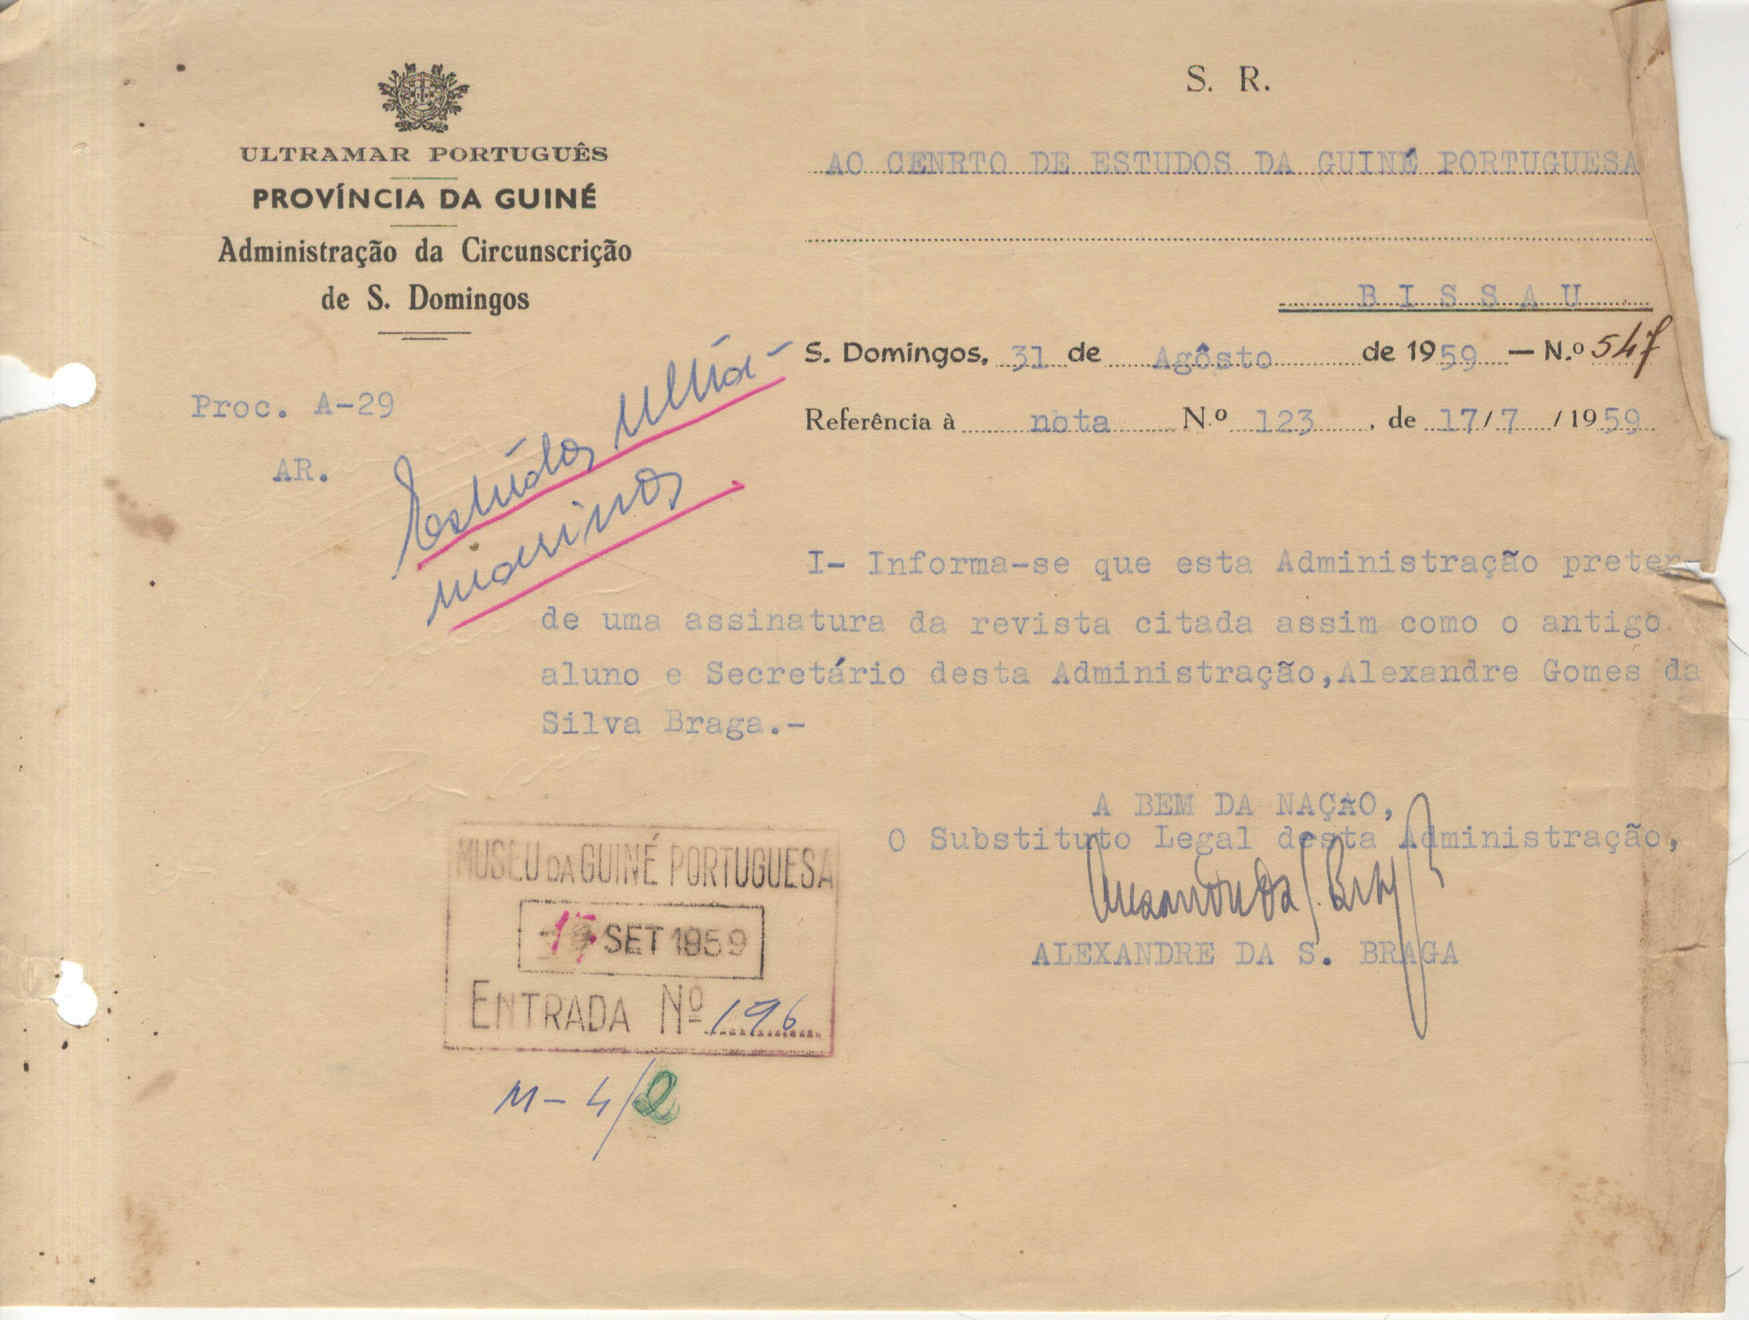 ULTRAMAR PORTUGUÊS
PROVÍNCIA DA GUINÉ
Administração da Circunscrição
de S. Domingos
S. R.
AO CENRTO DE ESTUDOS DA GUINÉ PORTUGUESA
BISSAU
S. Domingos, 31 de Agôsto de 1959 — N.º 547
Referência à nota N.º 123, de 17/7/1959
Proc. A-29
AR.
Estudos Ultra-
marinos
I- Informa-se que esta Administração preten-
de uma assinatura da revista citada assim como o antigo
aluno e Secretário desta Administração,Alexandre Gomes da
Silva Braga.-
A BEM DA NAÇÃO,
O Substituto Legal desta Administração,
ALEXANDRE DA S. BRAGA
MUSEU DA GUINÉ PORTUGUESA
SET 1959
ENTRADA Nº 196
M-4/2